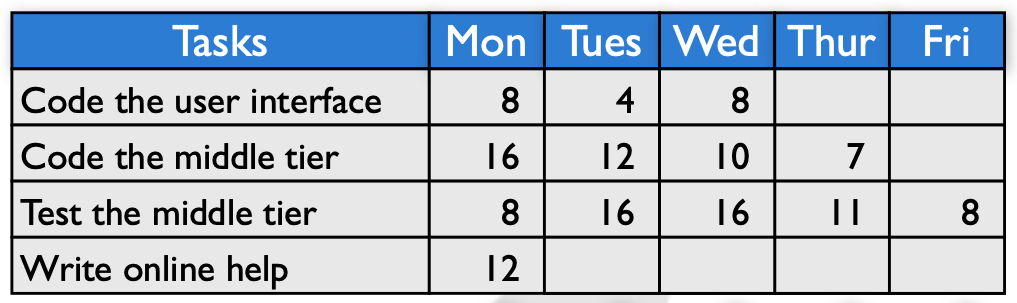 Tasks Mon Tues Wed Thur Fri
Code the user interface 8 4 8
Code the middle tier 16 12 10 7
Test the middle tier 8 16 16 11 8
Write online help 12